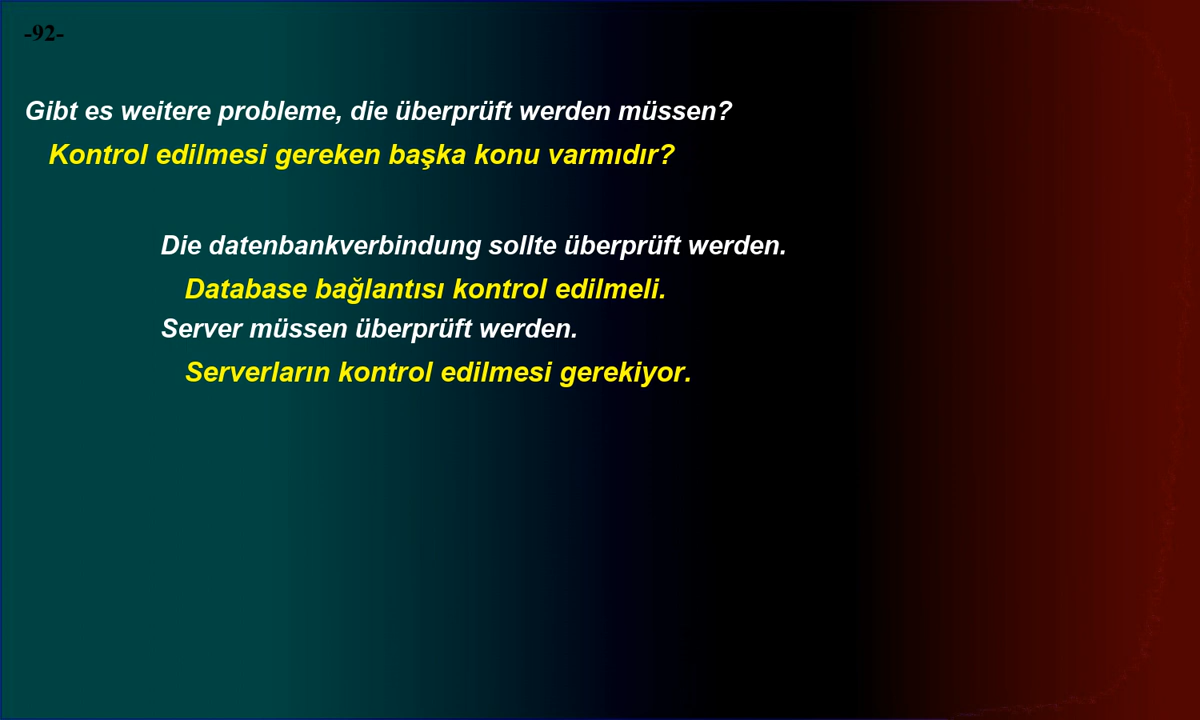 -92-
Gibt es weitere probleme, die überprüft werden müssen?
Kontrol edilmesi gereken başka konu varmıdır?
Die datenbankverbindung sollte überprüft werden.
Database bağlantısı kontrol edilmeli.
Server müssen überprüft werden.
Serverların kontrol edilmesi gerekiyor.